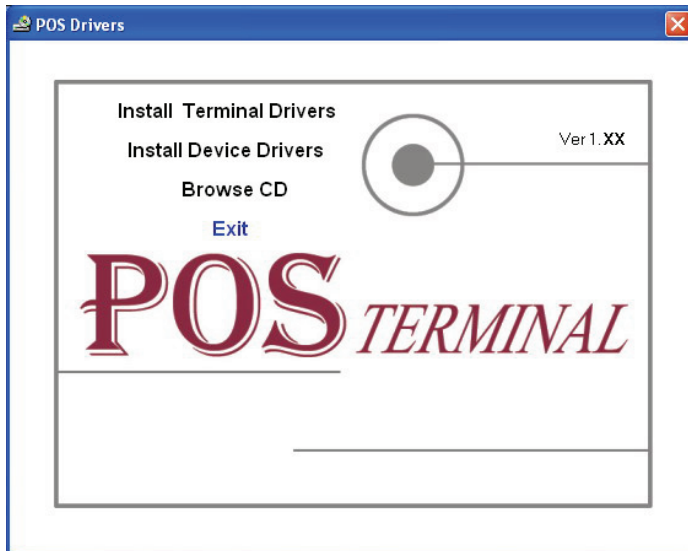 POS Drivers
Install Terminal Drivers
Ver 1.XX
Install Device Drivers
Browse CD
Exit
POS TERMINAL